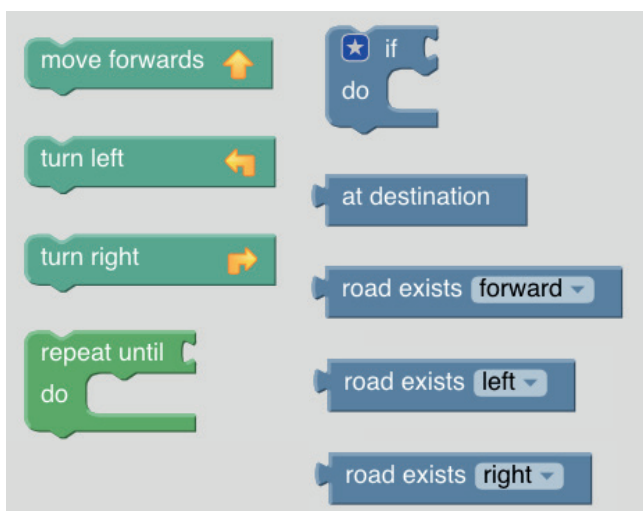 move forwards
turn left
turn right
repeat until
do
if
do
at destination
road exists forward
road exists left
road exists right